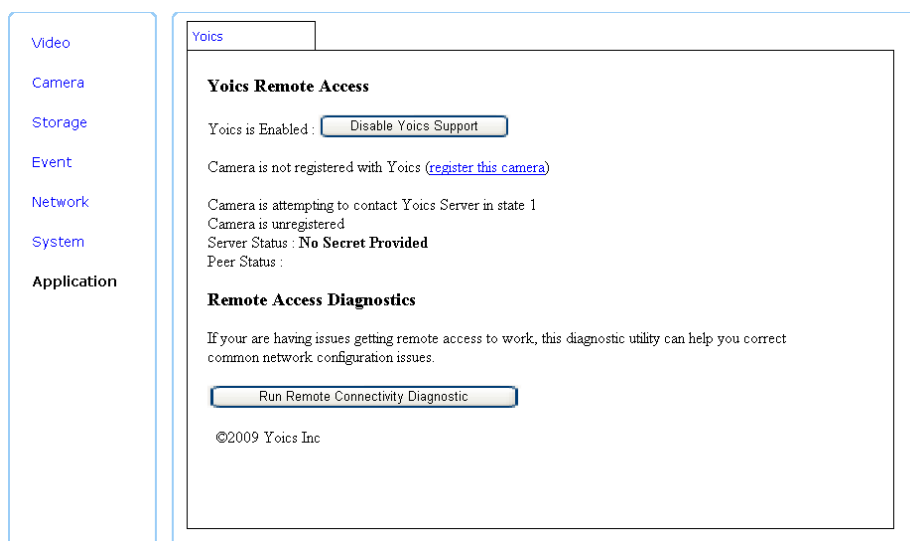 Video
Camera
Storage
Event
Network
System
Application
Yoics
Yoics Remote Access
Yoics is Enabled : Disable Yoics Support
Camera is not registered with Yoics (register this camera)
Camera is attempting to contact Yoics Server in state 1
Camera is unregistered
Server Status : No Secret Provided
Peer Status :
Remote Access Diagnostics
If your are having issues getting remote access to work, this diagnostic utility can help you correct
common network configuration issues.
Run Remote Connectivity Diagnostic
©2009 Yoics Inc